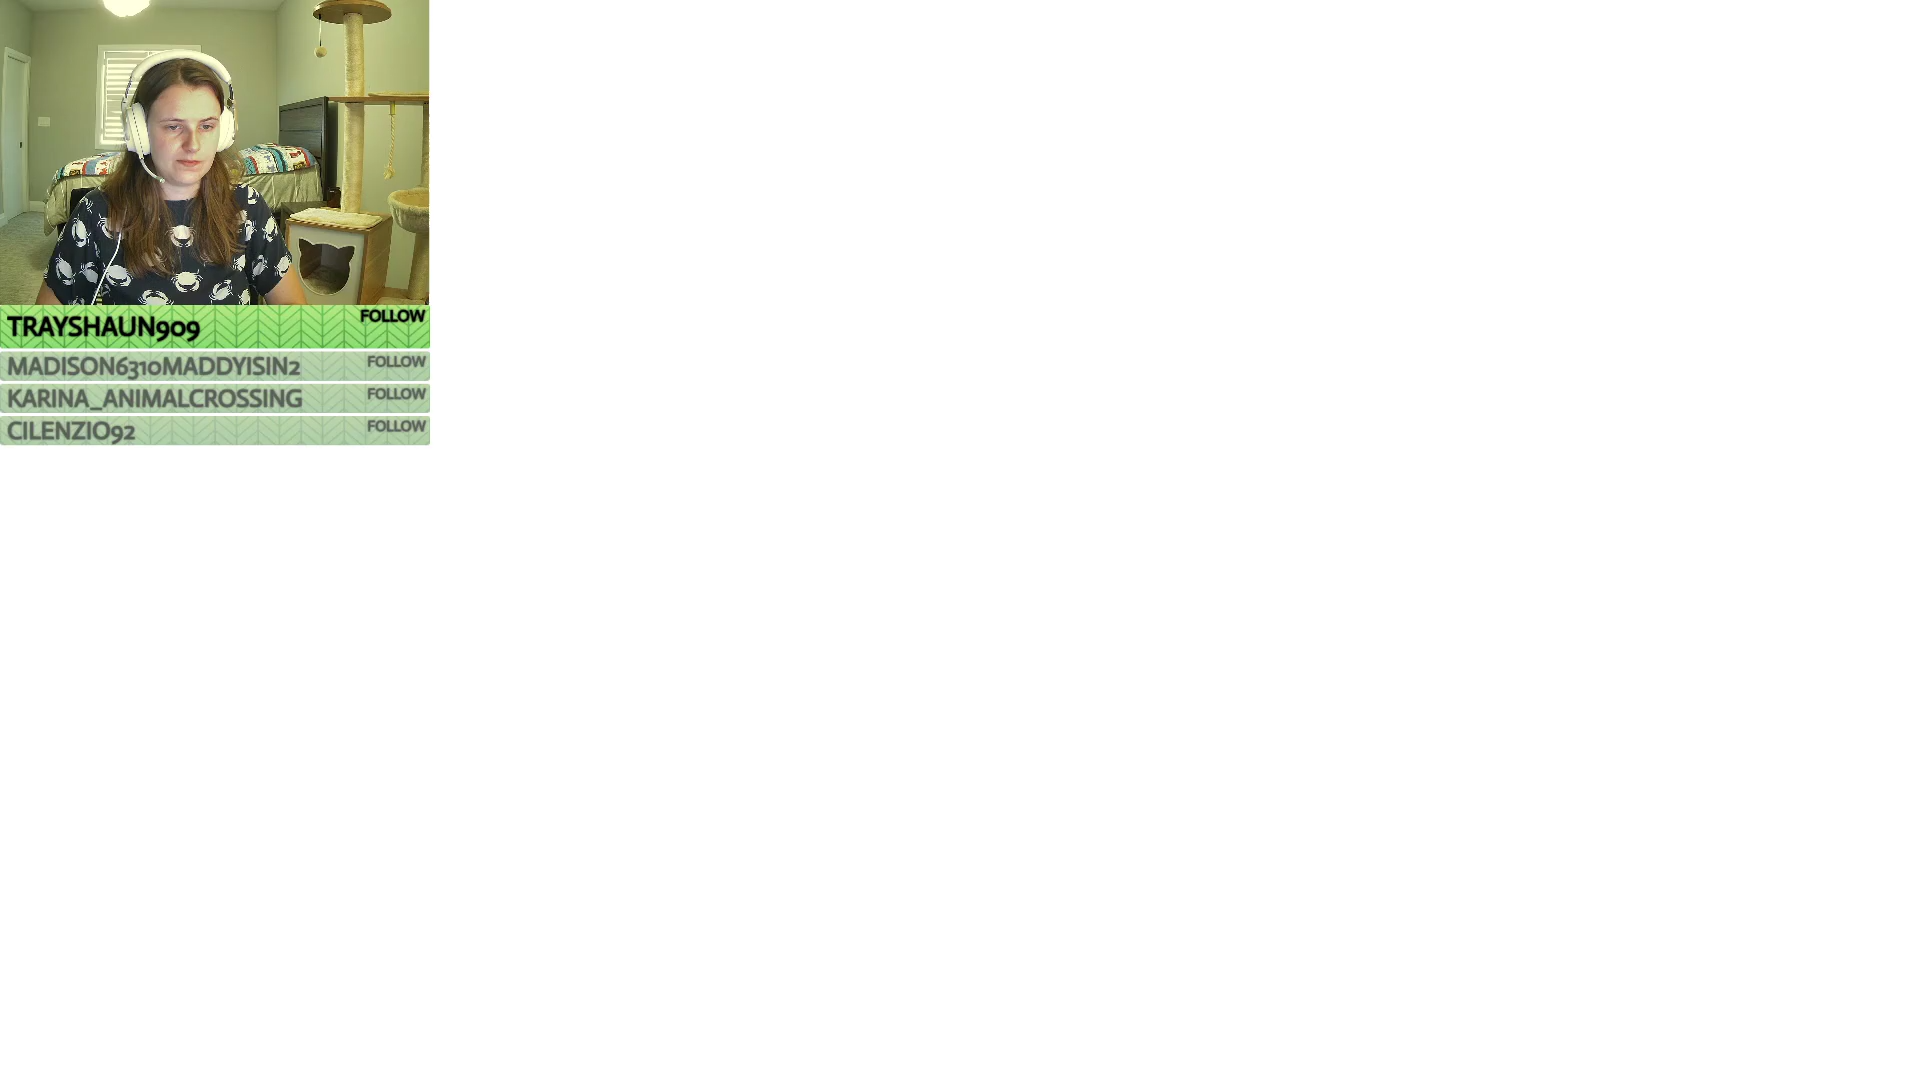 TRAYSHAUN909 FOLLOW
MADISON6310MADDYISIN2 FOLLOW
KARINA_ANIMALCROSSING FOLLOW
CILENZIO92 FOLLOW